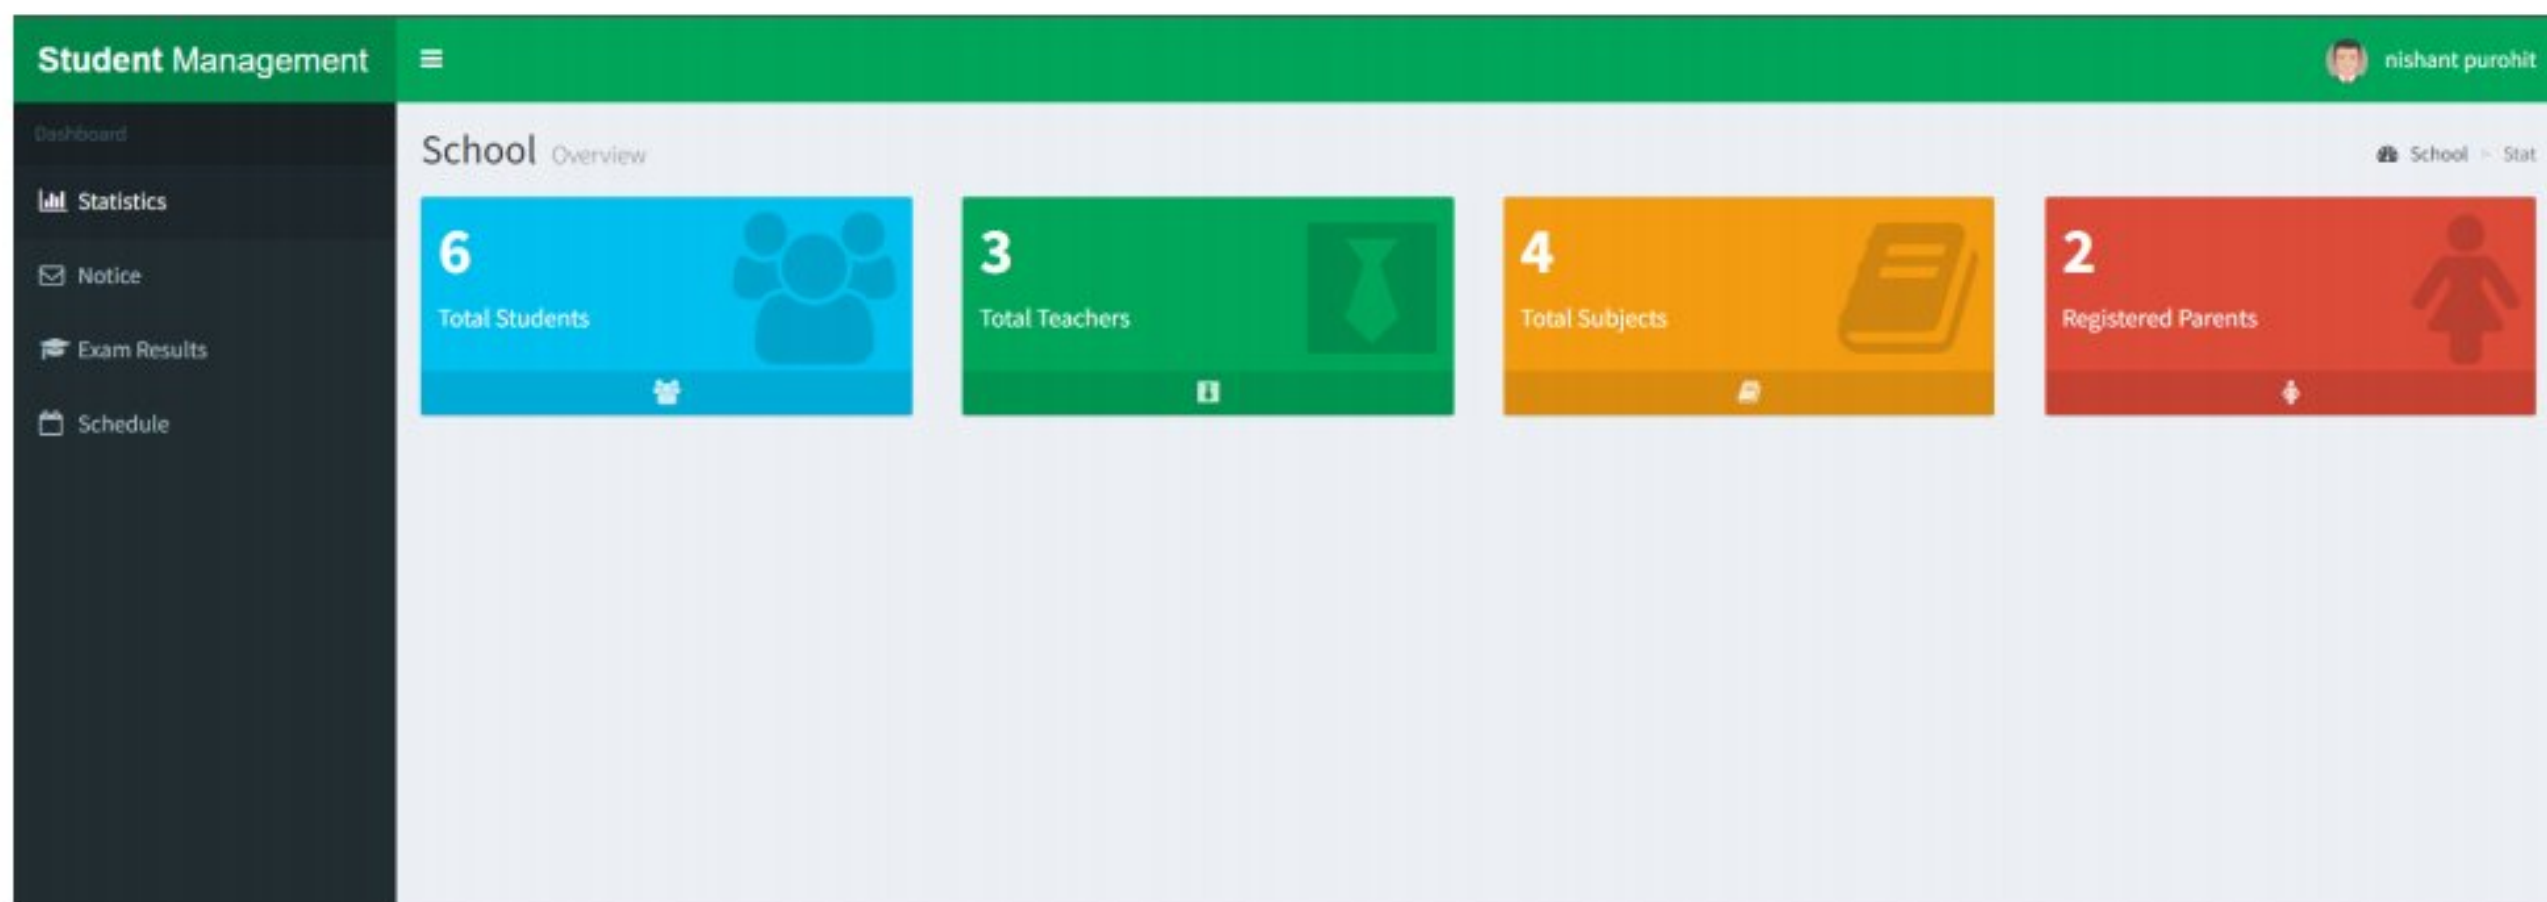 Student Management
nishant purohit
Dashboard
School Overview
School > Stat
Statistics
Notice
Exam Results
Schedule
6
Total Students
3
Total Teachers
4
Total Subjects
2
Registered Parents